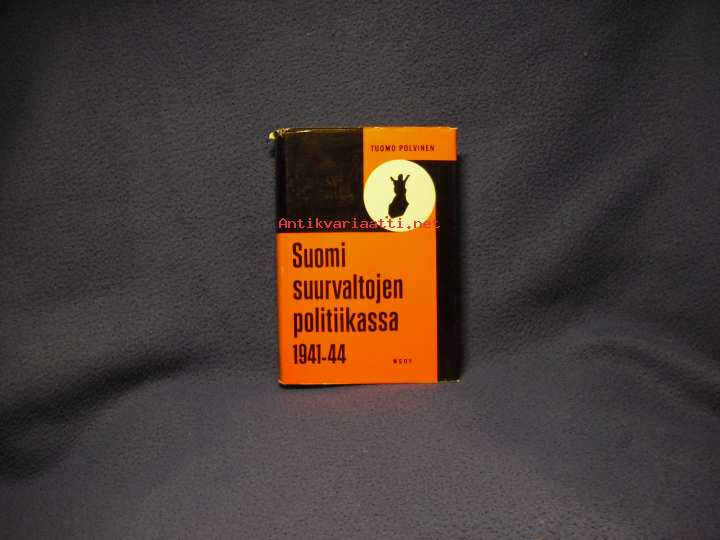 TUOMO POLVINEN
Antikvariaatti.net
Suomi
suurvaltojen
politiikassa
1941-44
WSOY